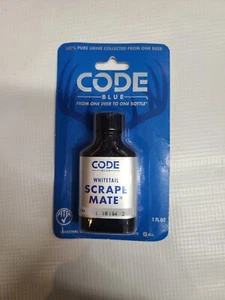 100% PURE URINE COLLECTED FROM ONE DEER
CODE
BLUE
FROM ONE DEER TO ONE BOTTLE
CODE
BLUE
WHITETAIL
SCRAPE
MATE
1 FL OZ